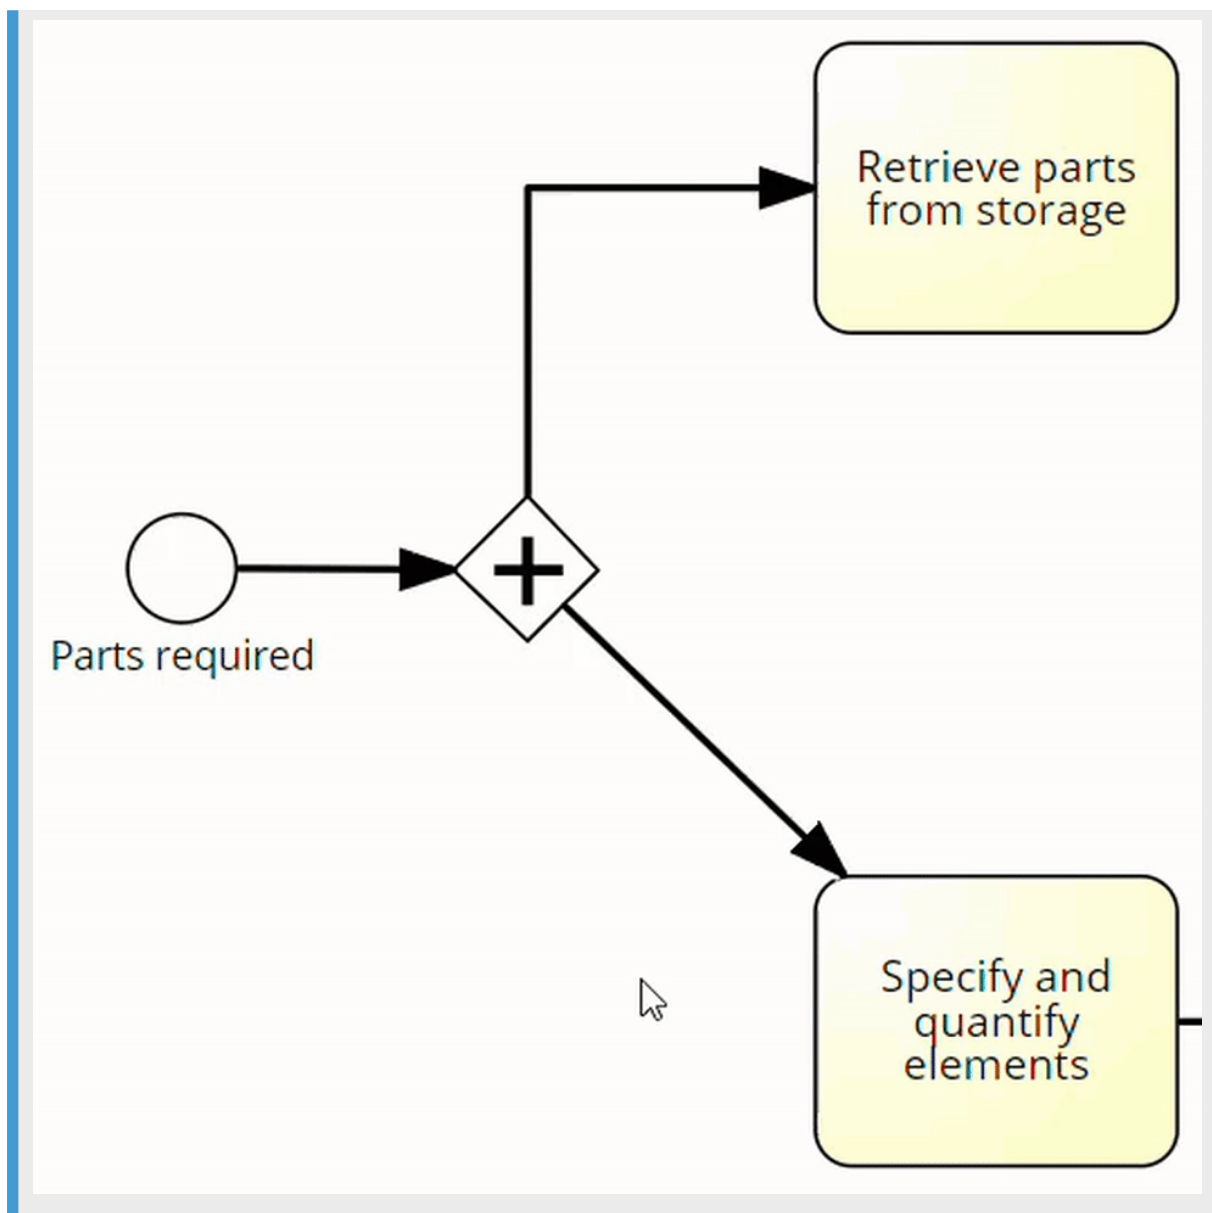 Retrieve parts
from storage
Parts required
Specify and
quantify
elements